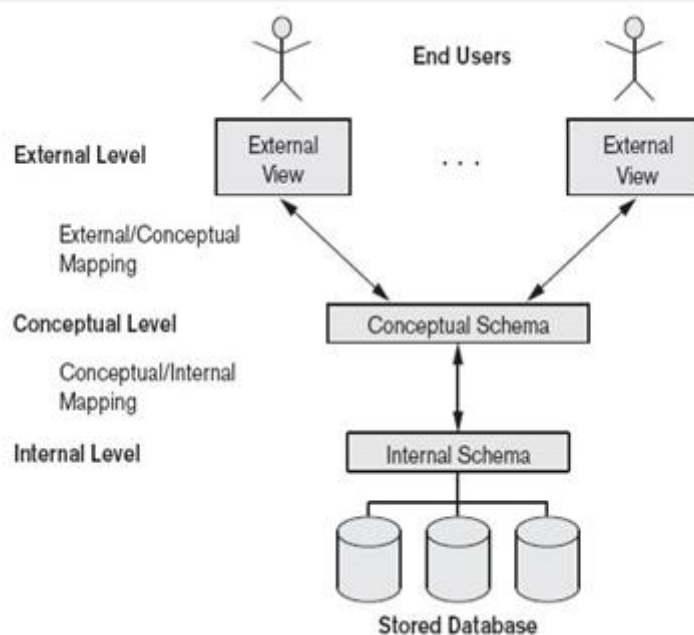 End Users
External Level
External
View
. . .
External
View
External/Conceptual
Mapping
Conceptual Level
Conceptual Schema
Conceptual/Internal
Mapping
Internal Level
Internal Schema
Stored Database